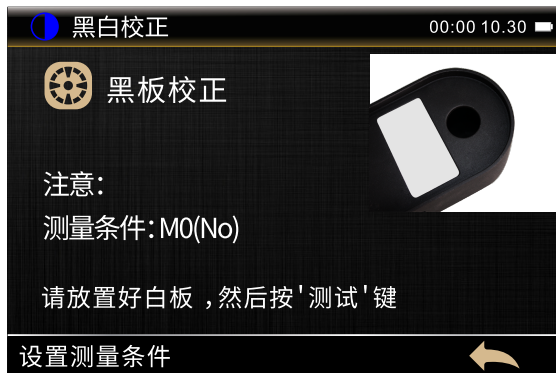 黑白校正
00:00 10.30
黑板校正
注意:
测量条件: M0(No)
请放置好白板 ,然后按'测试'键
设置测量条件